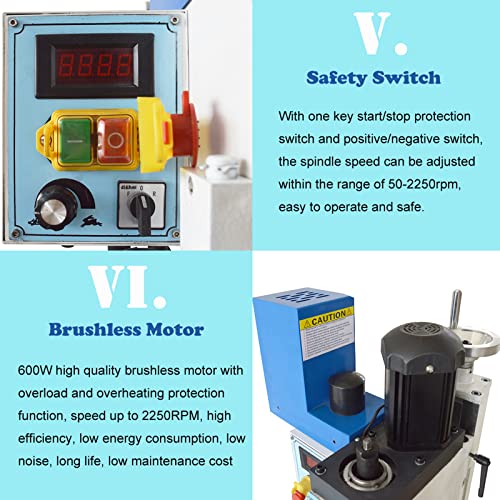 V.
Safety Switch
With one key start/stop protection
switch and positive/negative switch,
the spindle speed can be adjusted
within the range of 50-2250rpm,
easy to operate and safe.
F O R
VI.
Brushless Motor
600W high quality brushless motor with
overload and overheating protection
function, speed up to 2250RPM, high
efficiency, low energy consumption, low
noise, long life, low maintenance cost
CAUTION